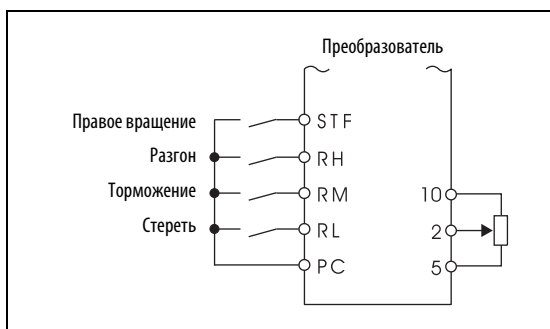 Преобразователь
Правое вращение
STF
Разгон
RH
Торможение
RM
10
Стереть
RL
2
PC
5